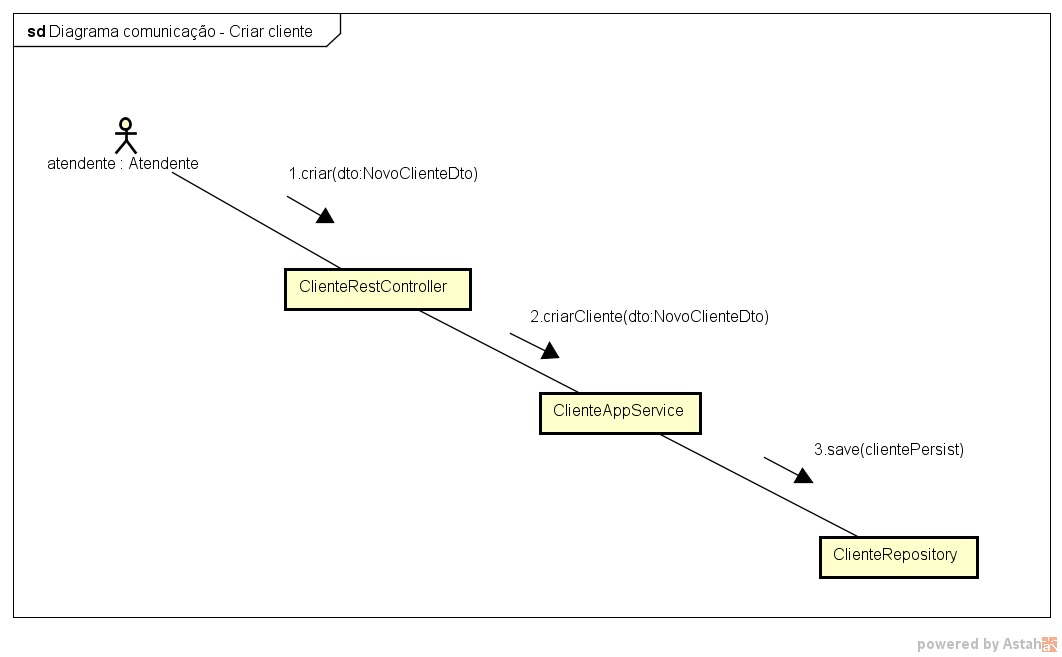 sd Diagrama comunicação - Criar cliente
atendente : Atendente
1.criar(dto:NovoClienteDto)
ClienteRestController
2.criarCliente(dto:NovoClienteDto)
ClienteAppService
3.save(clientePersist)
ClienteRepository
powered by Astah